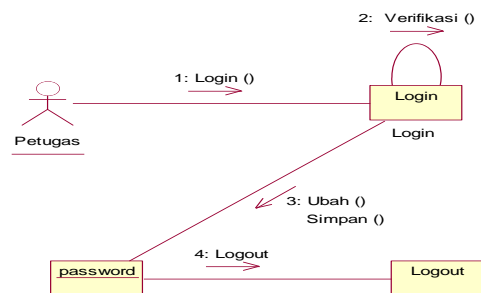 2: Verifikasi ()
1: Login ()
Login
Petugas
Login
3: Ubah ()
Simpan ()
4: Logout
password
Logout